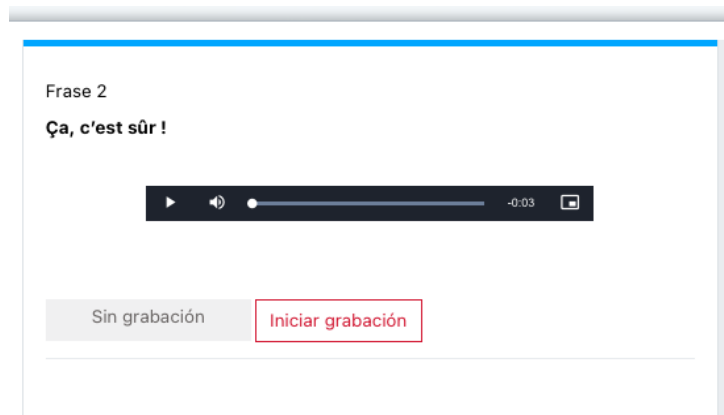 Frase 2
Ça, c’est sûr !
-0:03
Sin grabación
Iniciar grabación